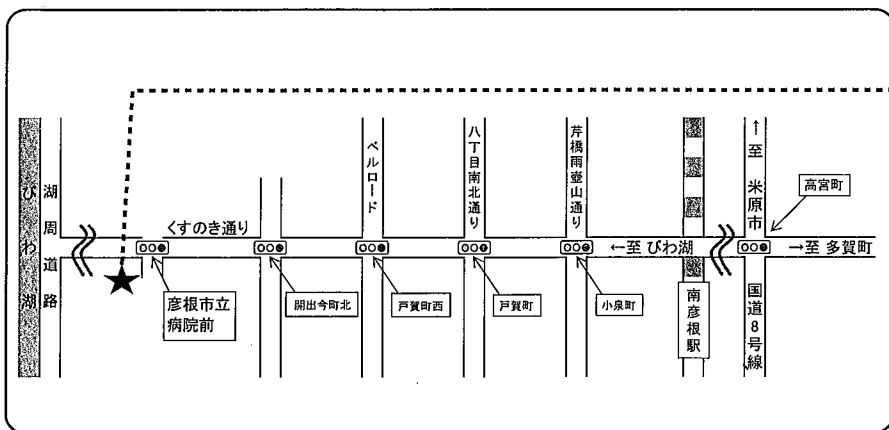 びわ湖
湖周道路
くすのき通り
ベルロード
八丁目南北通り
芹橋雨壺山通り
←至 びわ湖
↑至 米原市
高宮町
→至 多賀町
彦根市立
病院前
開出今町北
戸賀町西
戸賀町
小泉町
南彦根駅
国道8号線